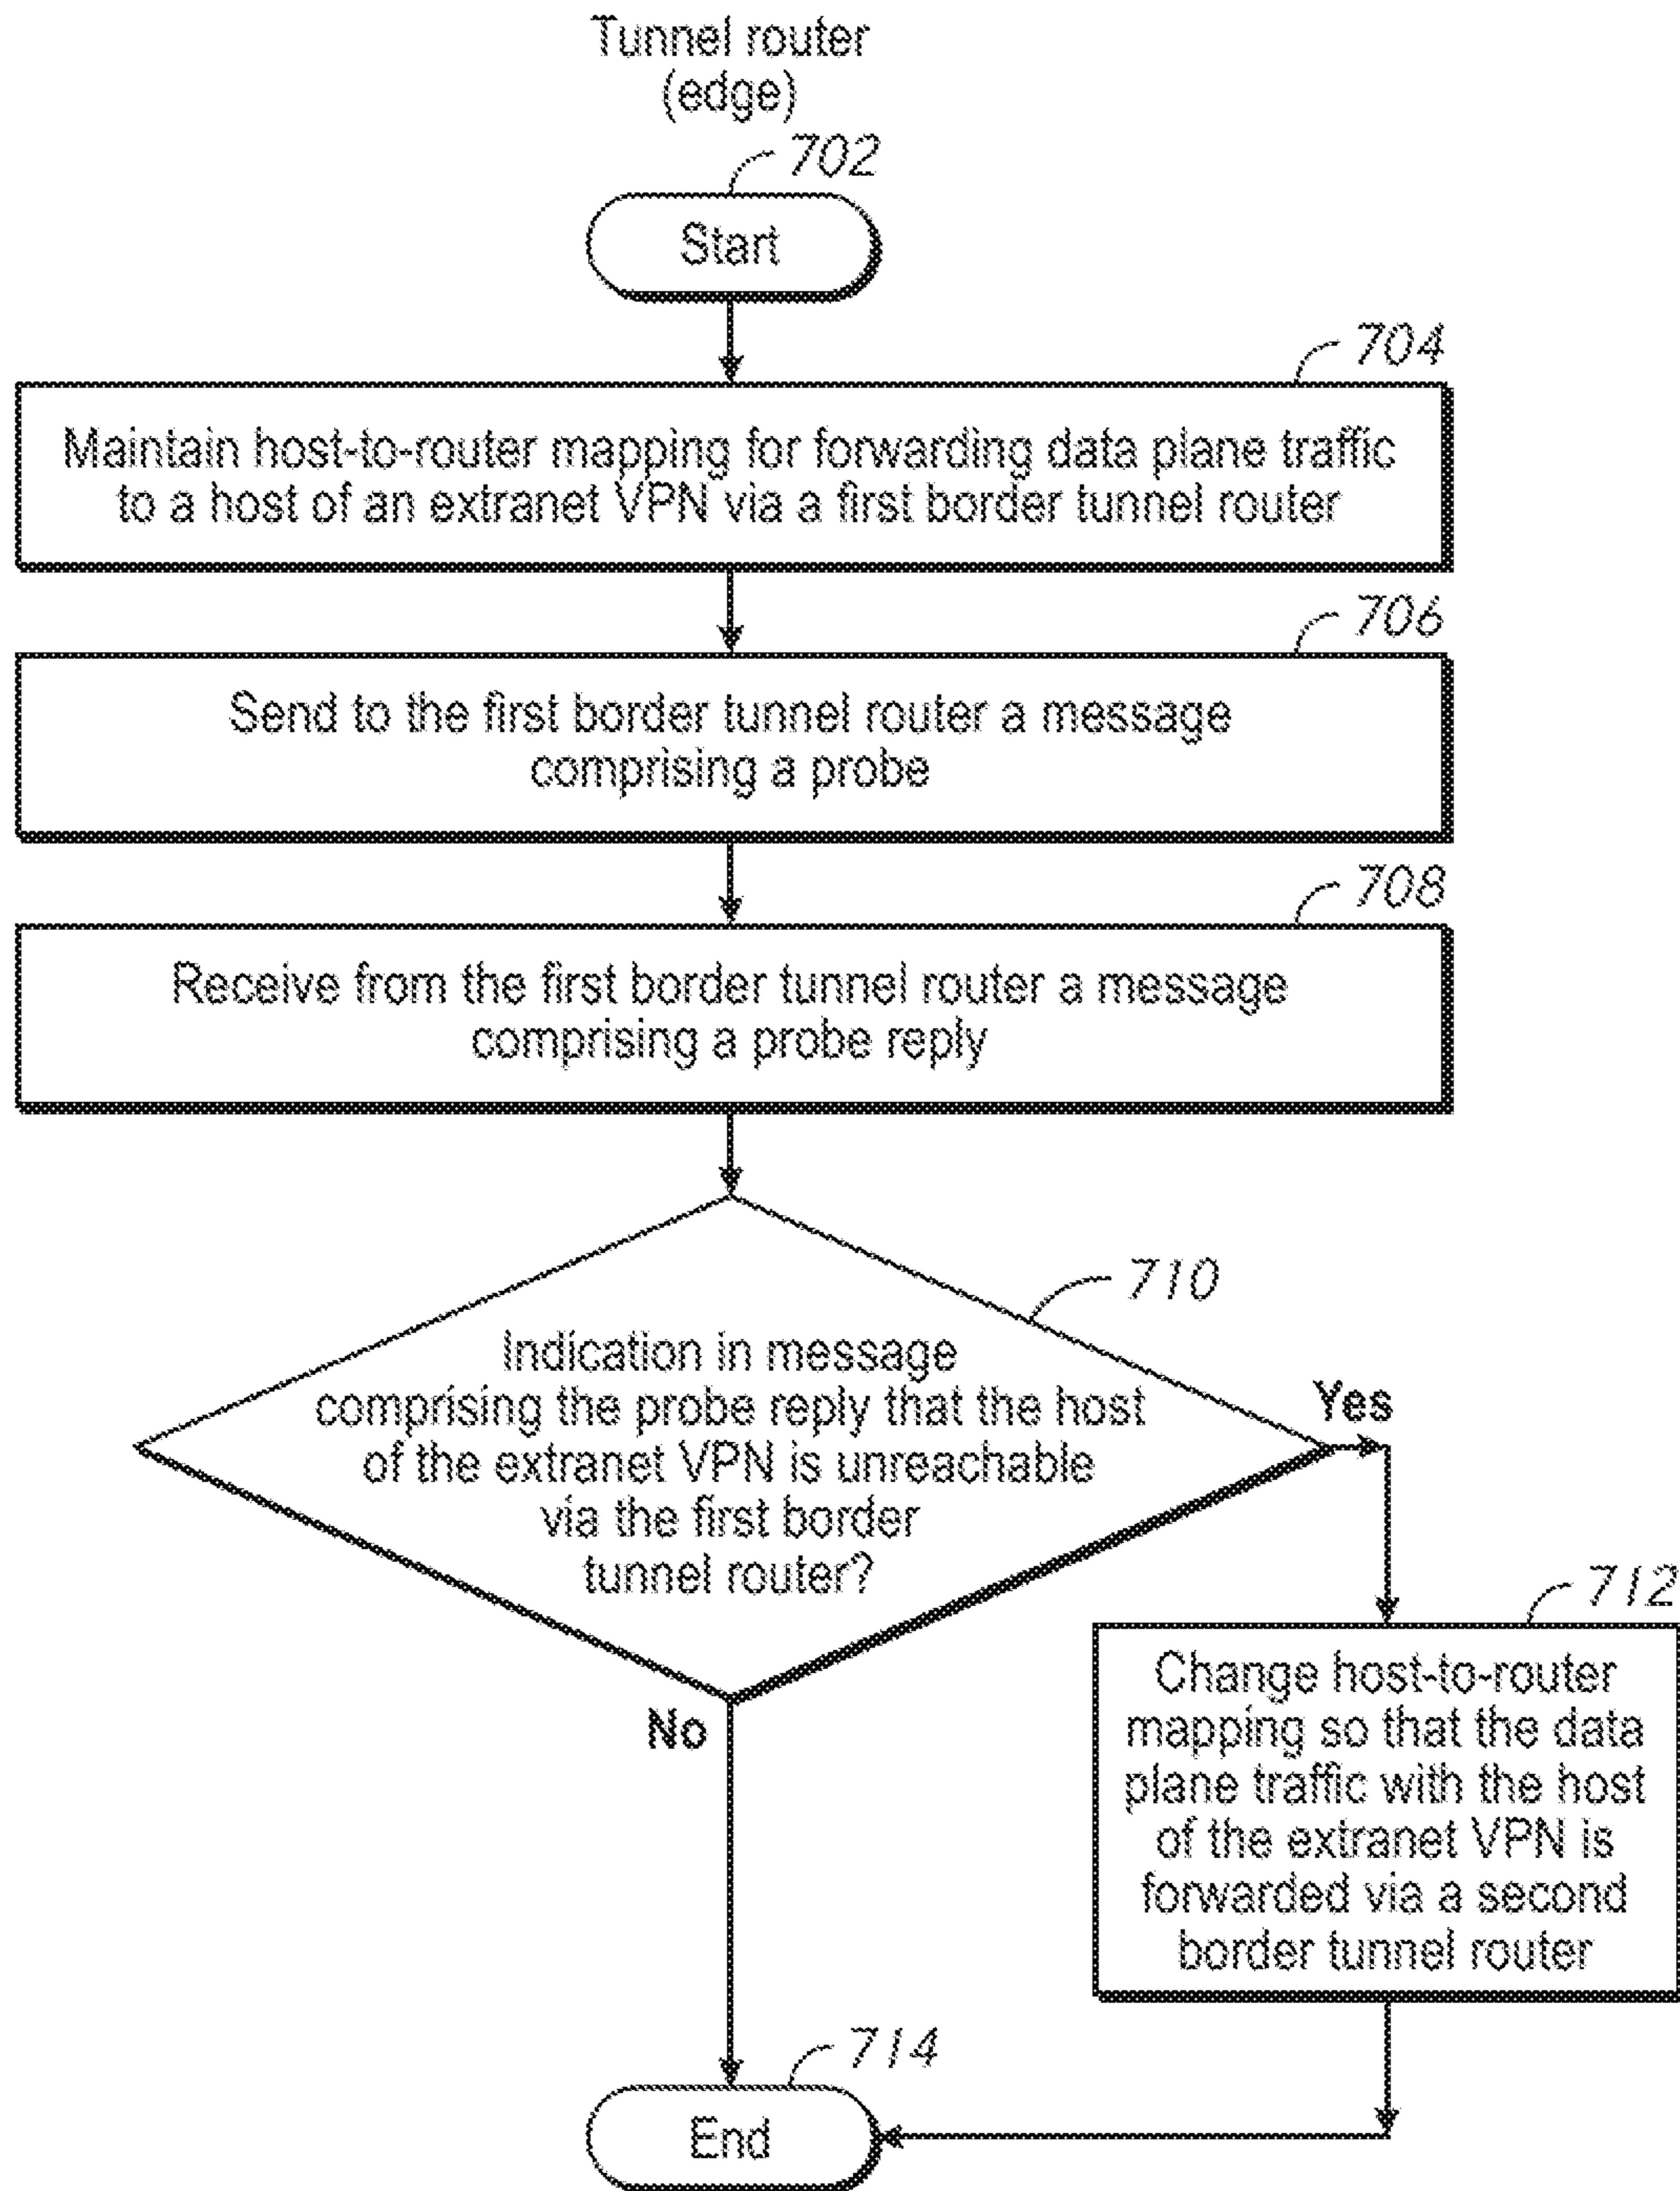 Tunnel router
(edge)
702
Start
704
Maintain host-to-router mapping for forwarding data plane traffic
to a host of an extranet VPN via a first border tunnel router
706
Send to the first border tunnel router a message
comprising a probe
708
Receive from the first border tunnel router a message
comprising a probe reply
710
Indication in message
comprising the probe reply that the host
of the extranet VPN is unreachable
via the first border
tunnel router?
Yes
No
712
Change host-to-router
mapping so that the data
plane traffic with the host
of the extranet VPN is
forwarded via a second
border tunnel router
714
End